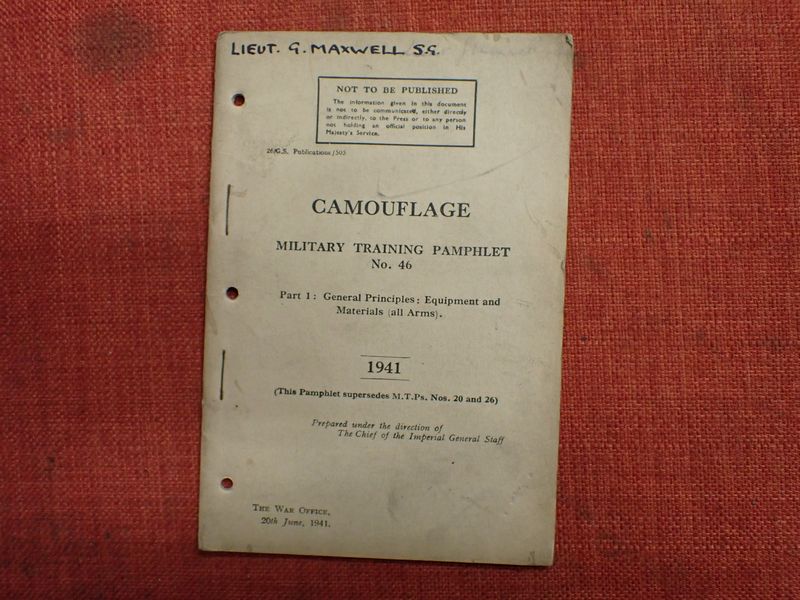 LIEUT. G. MAXWELL S.G.
NOT TO BE PUBLISHED
The information given in this document
is not to be communicated, either directly
or indirectly, to the Press or to any person
not holding an official position in His
Majesty's Service.
26/G.S. Publications/505
CAMOUFLAGE
MILITARY TRAINING PAMPHLET
No. 46
Part 1: General Principles: Equipment and
Materials (all Arms).
1941
(This Pamphlet supersedes M.T.Ps. Nos. 20 and 26)
Prepared under the direction of
The Chief of the Imperial General Staff
THE WAR OFFICE,
20th June, 1941.